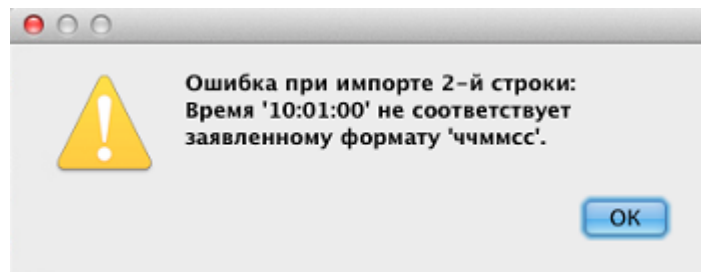 Ошибка при импорте 2-й строки:
Время '10:01:00' не соответствует
заявленному формату 'ччммсс'.
OK